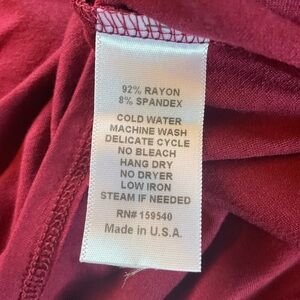 92% RAYON
8% SPANDEX
COLD WATER
MACHINE WASH
DELICATE CYCLE
NO BLEACH
HANG DRY
NO DRYER
LOW IRON
STEAM IF NEEDED
RN# 159540
Made in U.S.A.